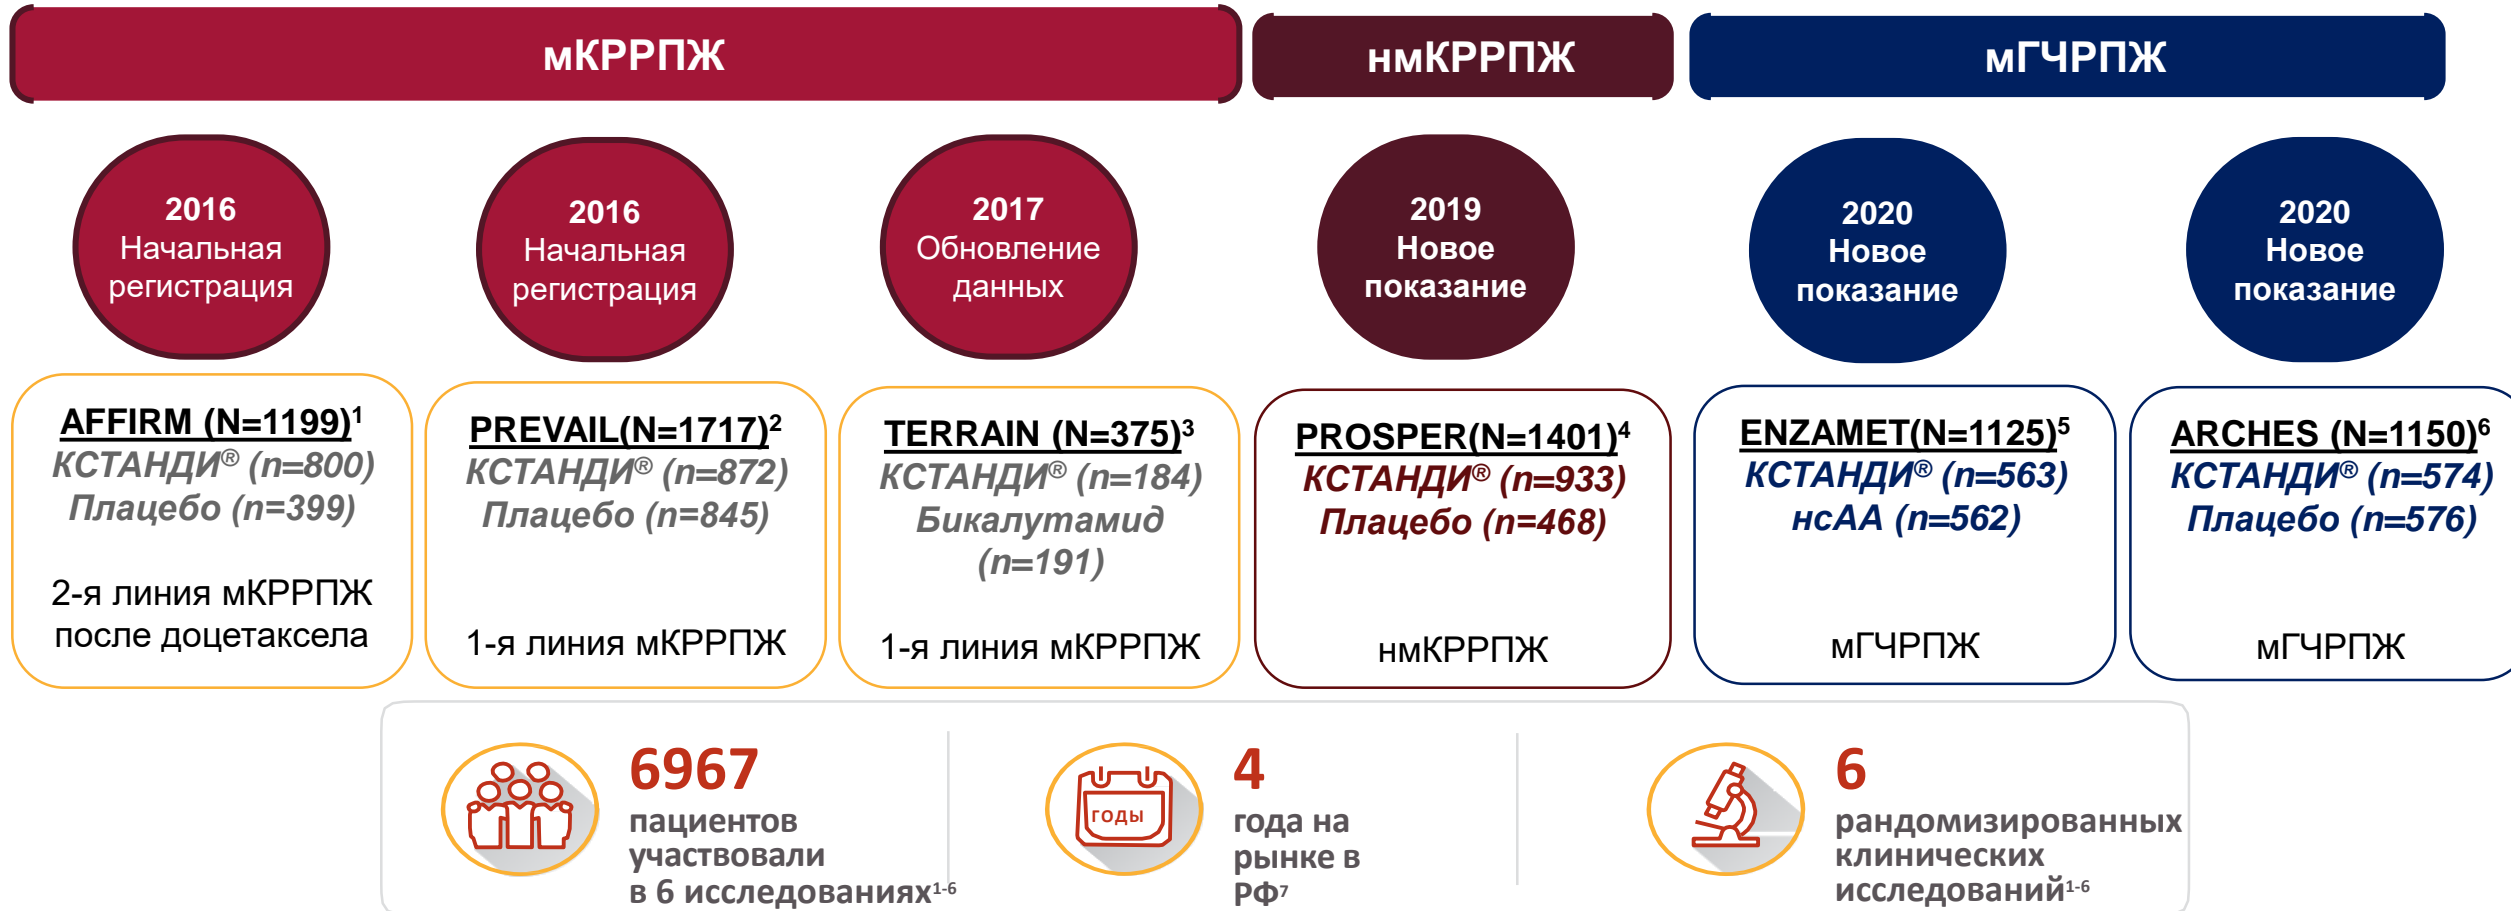 мКРРПЖ
нмКРРПЖ
мГЧРПЖ
2016
Начальная
регистрация
2016
Начальная
регистрация
2017
Обновление
данных
2019
Новое
показание
2020
Новое
показание
2020
Новое
показание
AFFIRM (N=1199)¹
КСТАНДИ® (n=800)
Плацебо (n=399)
2-я линия мКРРПЖ
после доцетаксела
PREVAIL(N=1717)²
КСТАНДИ® (n=872)
Плацебо (n=845)
1-я линия мКРРПЖ
TERRAIN (N=375)³
КСТАНДИ® (n=184)
Бикалутамид
(n=191)
1-я линия мКРРПЖ
PROSPER(N=1401)⁴
КСТАНДИ® (n=933)
Плацебо (n=468)
нмКРРПЖ
ENZAMET(N=1125)⁵
КСТАНДИ® (n=563)
нсАА (n=562)
мГЧРПЖ
ARCHES (N=1150)⁶
КСТАНДИ® (n=574)
Плацебо (n=576)
мГЧРПЖ
6967
пациентов
участвовали
в 6 исследованиях¹⁻⁶
ГОДЫ
4
года на
рынке в
РФ⁷
6
рандомизированных
клинических
исследований¹⁻⁶